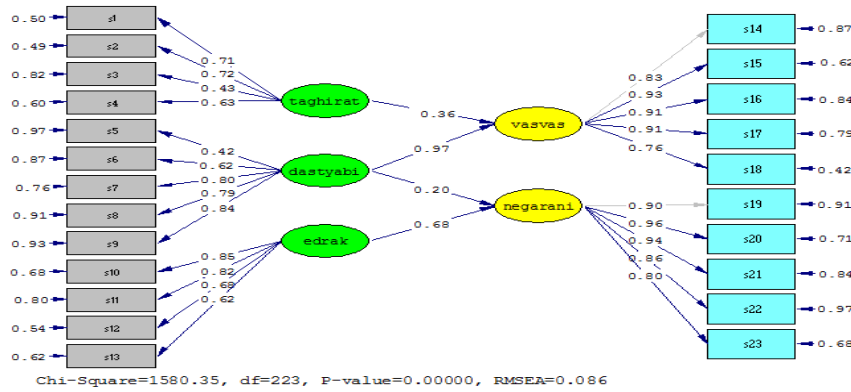 0.50 s1
0.49 s2
0.82 s3
0.60 s4
0.97 s5
0.87 s6
0.76 s7
0.91 s8
0.93 s9
0.68 s10
0.80 s11
0.54 s12
0.62 s13
0.71
0.72
0.43
0.63
0.42
0.62
0.80
0.79
0.84
0.85
0.82
0.68
0.62
taghirat
dastyabi
edrak
0.36
0.97
0.20
0.68
vasvas
negarani
0.83
0.93
0.91
0.91
0.76
0.90
0.96
0.94
0.86
0.80
s14 0.87
s15 0.62
s16 0.84
s17 0.79
s18 0.42
s19 0.91
s20 0.71
s21 0.84
s22 0.97
s23 0.68
Chi-Square=1580.35, df=223, P-value=0.00000, RMSEA=0.086